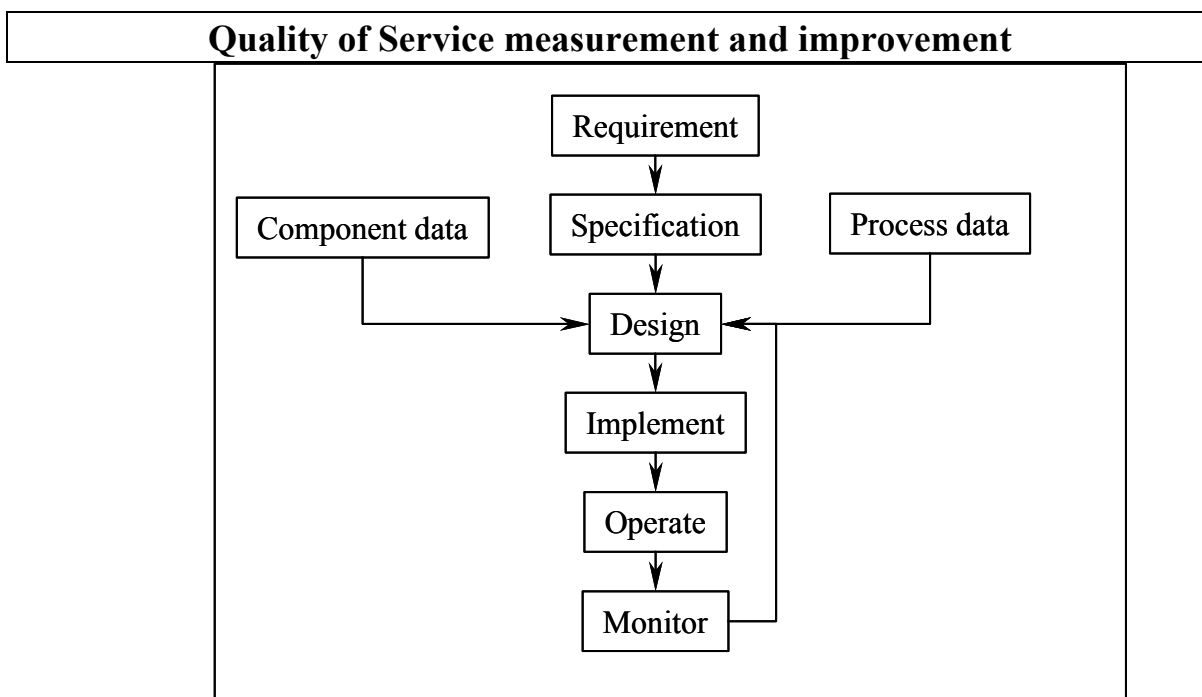 Quality of Service measurement and improvement
Requirement
Component data
Specification
Process data
Design
Implement
Operate
Monitor